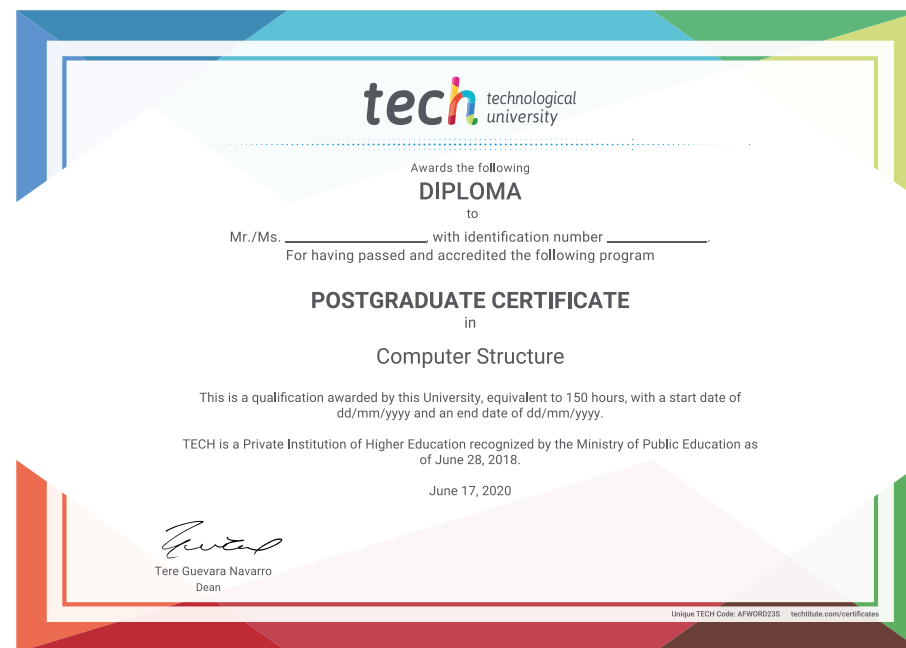 tech technological
university
Awards the following
DIPLOMA
to
Mr./Ms. ____________, with identification number _________.
For having passed and accredited the following program
POSTGRADUATE CERTIFICATE
in
Computer Structure
This is a qualification awarded by this University, equivalent to 150 hours, with a start date of
dd/mm/yyyy and an end date of dd/mm/yyyy.
TECH is a Private Institution of Higher Education recognized by the Ministry of Public Education as
of June 28, 2018.
June 17, 2020
Tere Guevara Navarro
Dean
Unique TECH Code: AFWORD23S techtitute.com/certificates